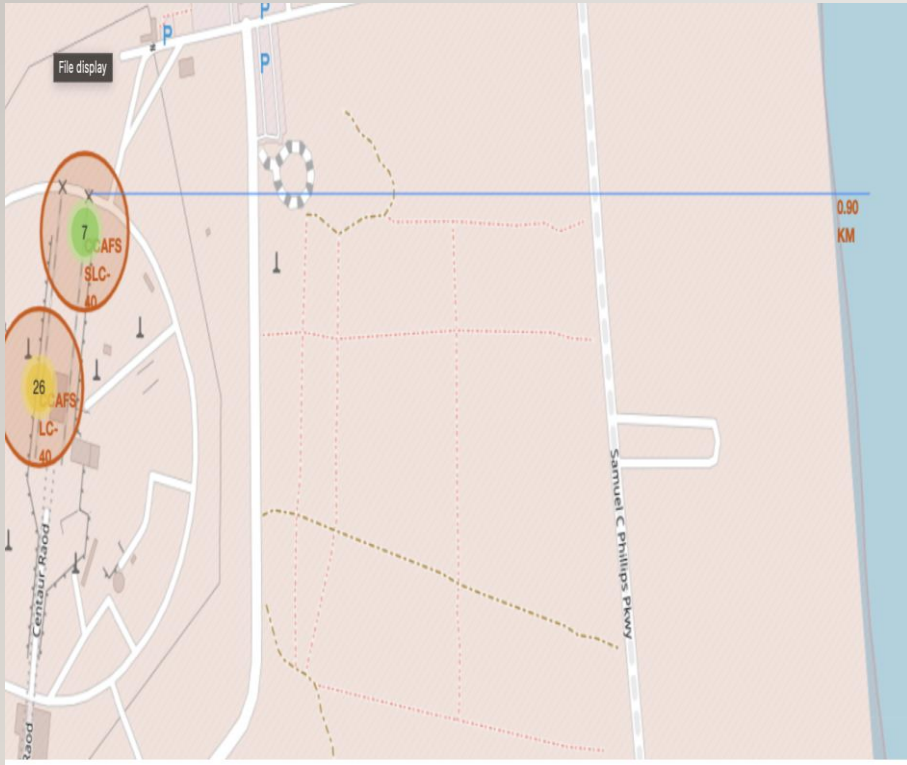 P
P
File display
P
0.90
KM
7
CCAFS
SLC-
40
26
CCAFS
LC-
40
Samuel C Phillips Pkwy
Centaur Raod
Raod